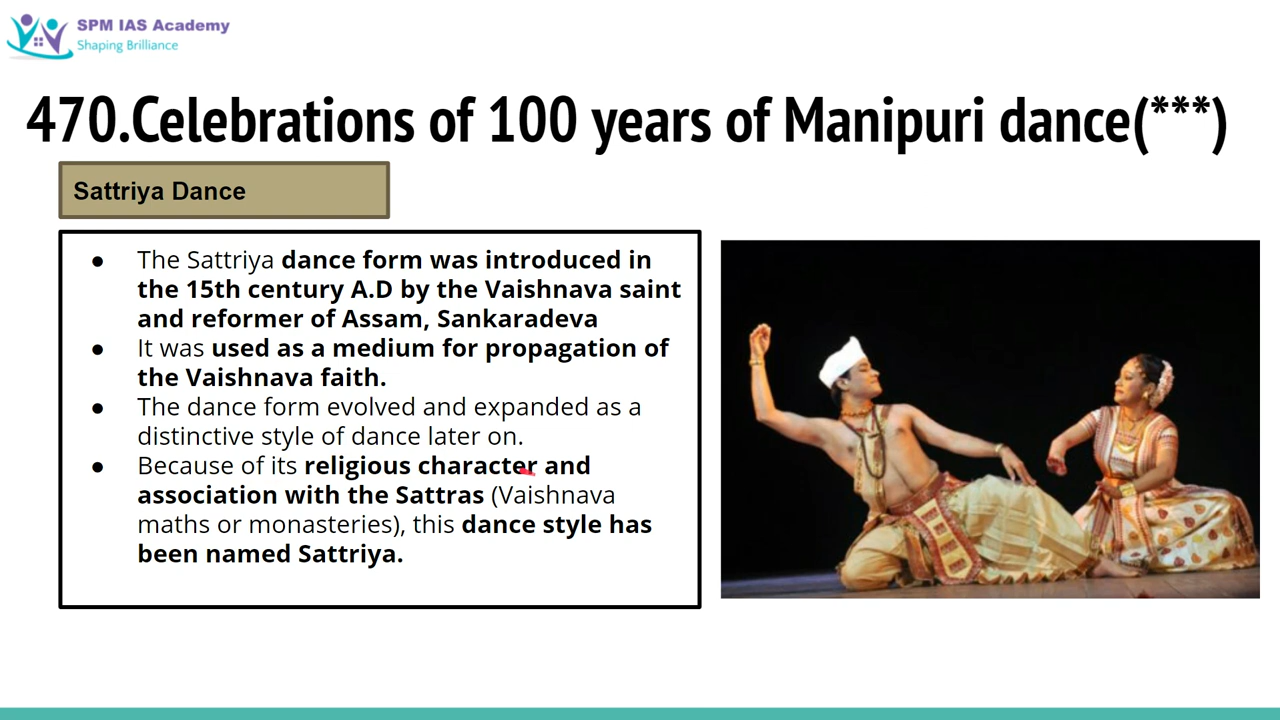 SPM IAS Academy
Shaping Brilliance
470.Celebrations of 100 years of Manipuri dance(***)
Sattriya Dance
● The Sattriya dance form was introduced in
the 15th century A.D by the Vaishnava saint
and reformer of Assam, Sankaradeva
● It was used as a medium for propagation of
the Vaishnava faith.
● The dance form evolved and expanded as a
distinctive style of dance later on.
● Because of its religious character and
association with the Sattras (Vaishnava
maths or monasteries), this dance style has
been named Sattriya.